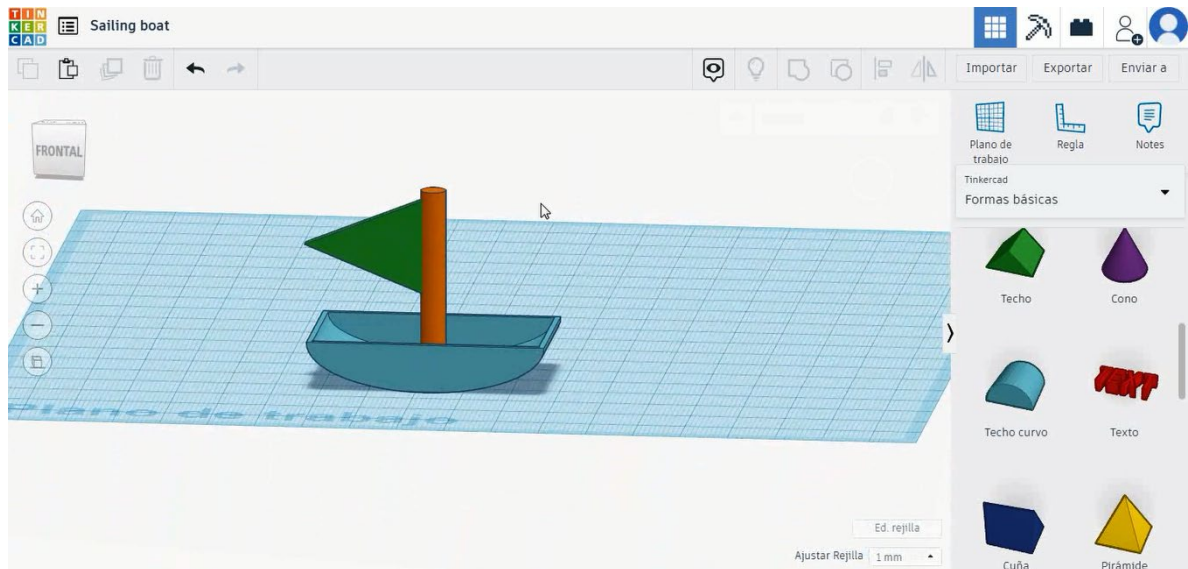 TIN
KER
CAD
Sailing boat
Importar
Exportar
Enviar a
FRONTAL
Plano de
trabajo
Regla
Notes
Tinkercad
Formas básicas
Techo
Cono
Techo curvo
TEXT
Texto
Cuña
Pirámide
plano de trabajo
Ed. rejilla
Ajustar Rejilla
1 mm